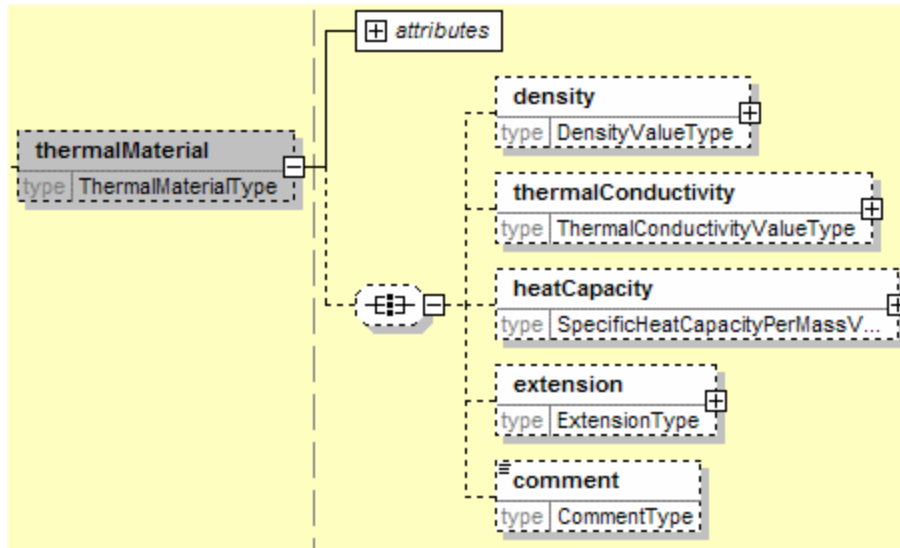 attributes
density
type DensityValueType
thermalMaterial
type ThermalMaterialType
thermalConductivity
type ThermalConductivityValueType
heatCapacity
type SpecificHeatCapacityPerMassV...
extension
type ExtensionType
comment
type CommentType